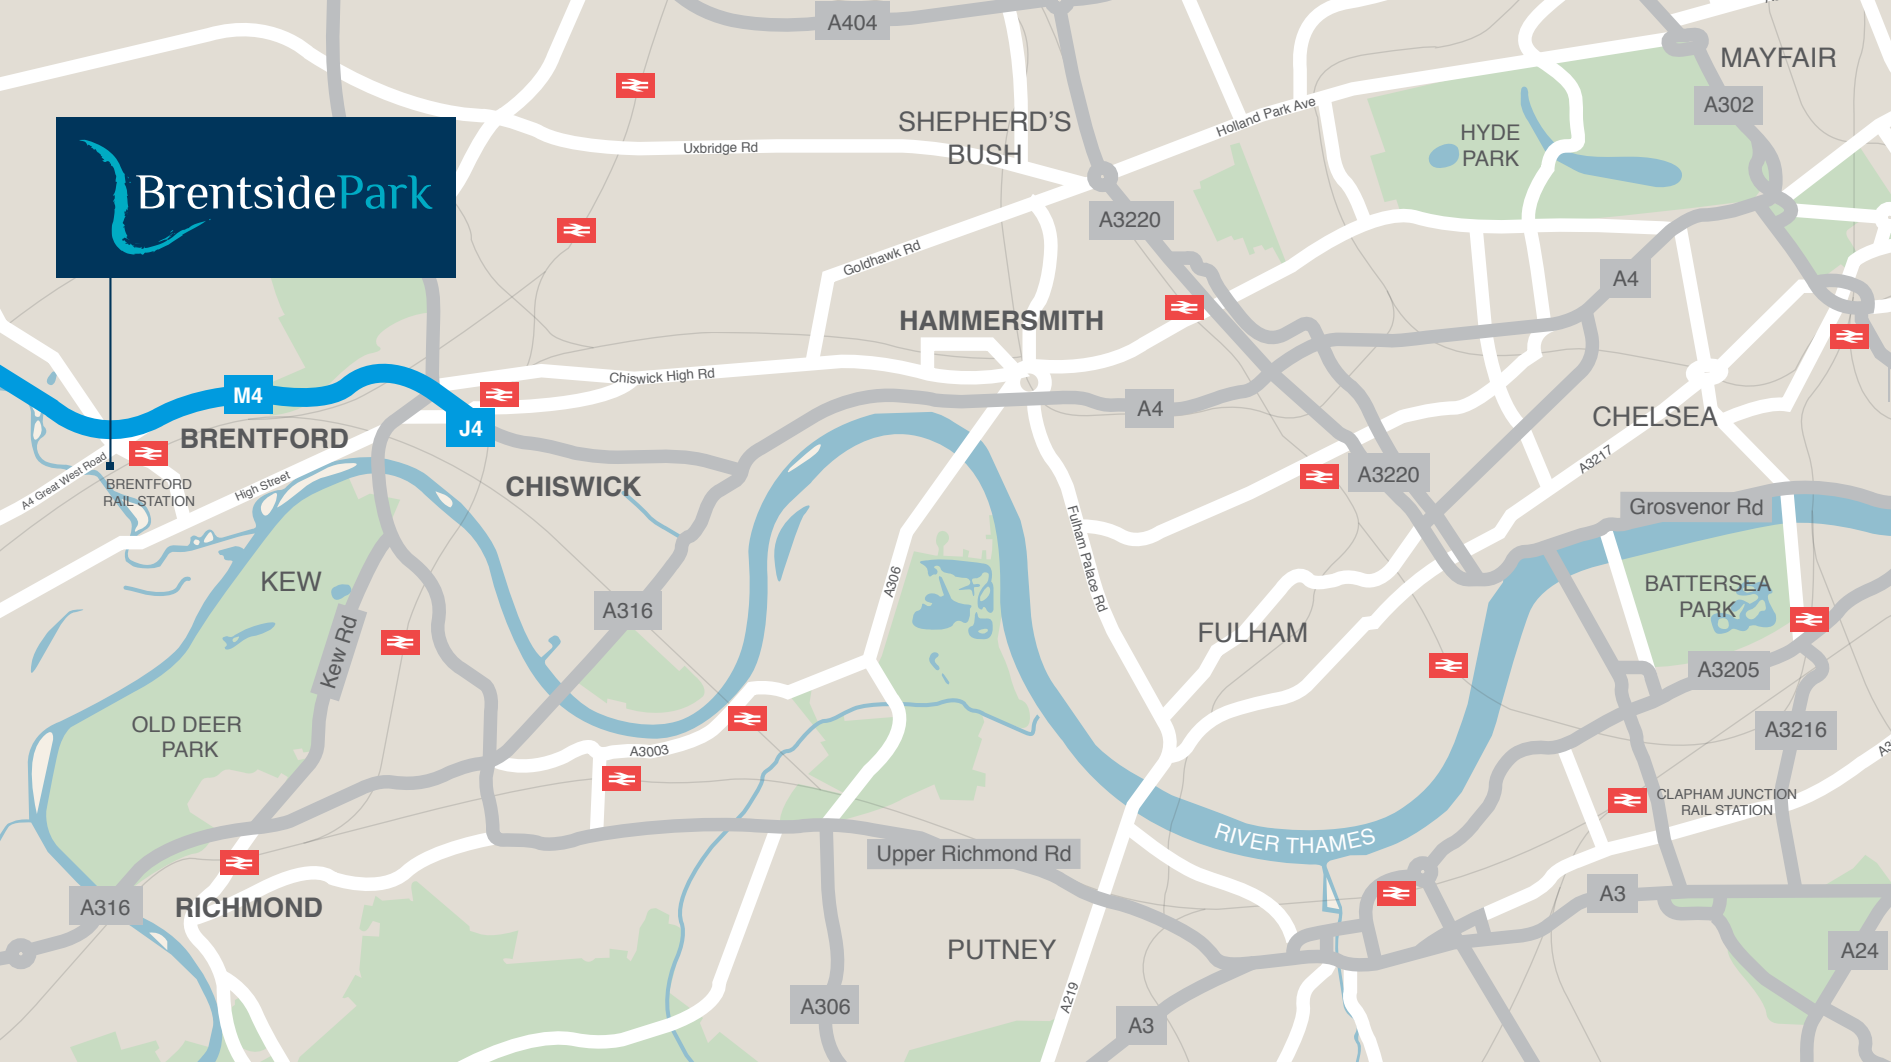 A404
MAYFAIR
A302
SHEPHERD'S
BUSH
Holland Park Ave
HYDE
PARK
Uxbridge Rd
BrentsidePark
A3220
Goldhawk Rd
A4
HAMMERSMITH
Chiswick High Rd
M4
A4
J4
BRENTFORD
CHELSEA
A3217
A3220
A4 Great West Road
BRENTFORD
RAIL STATION
High Street
CHISWICK
Grosvenor Rd
Fulham Palace Rd
A306
KEW
BATTERSEA
PARK
A316
Kew Rd
FULHAM
A3205
OLD DEER
PARK
A3003
A3216
A3
CLAPHAM JUNCTION
RAIL STATION
RIVER THAMES
Upper Richmond Rd
A316
RICHMOND
A3
PUTNEY
A24
A306
A219
A3